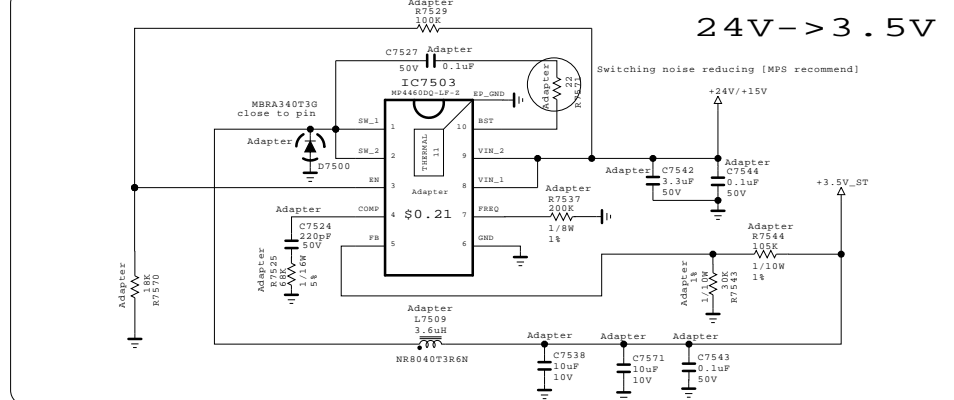 24V->3.5V
Adapter
R7529
100K
C7527
Adapter
50V
0.1uF
Adapter
22
R7571
Switching noise reducing [MPS recommend]
IC7503
MP4460DQ-LF-Z
EP_GND
+24V/+15V
MBRA340T3G
close to pin
Adapter
D7500
SW_1
1
10
BST
THERMAL
11
SW_2
2
9
VIN_2
EN
3
8
VIN_1
Adapter
COMP
4
$0.21
7
FREQ
FB
5
6
GND
Adapter
C7542
3.3uF
50V
Adapter
C7544
0.1uF
50V
+3.5V_ST
Adapter
R7537
200K
1/8W
1%
Adapter
C7524
220pF
50V
Adapter
R7525
68K
1/16W
5%
Adapter
18K
R7570
Adapter
R7544
105K
1/10W
1%
Adapter
1%
1/10W
30K
R7543
Adapter
L7509
3.6uH
NR8040T3R6N
Adapter
C7538
10uF
10V
Adapter
C7571
10uF
10V
Adapter
C7543
0.1uF
50V